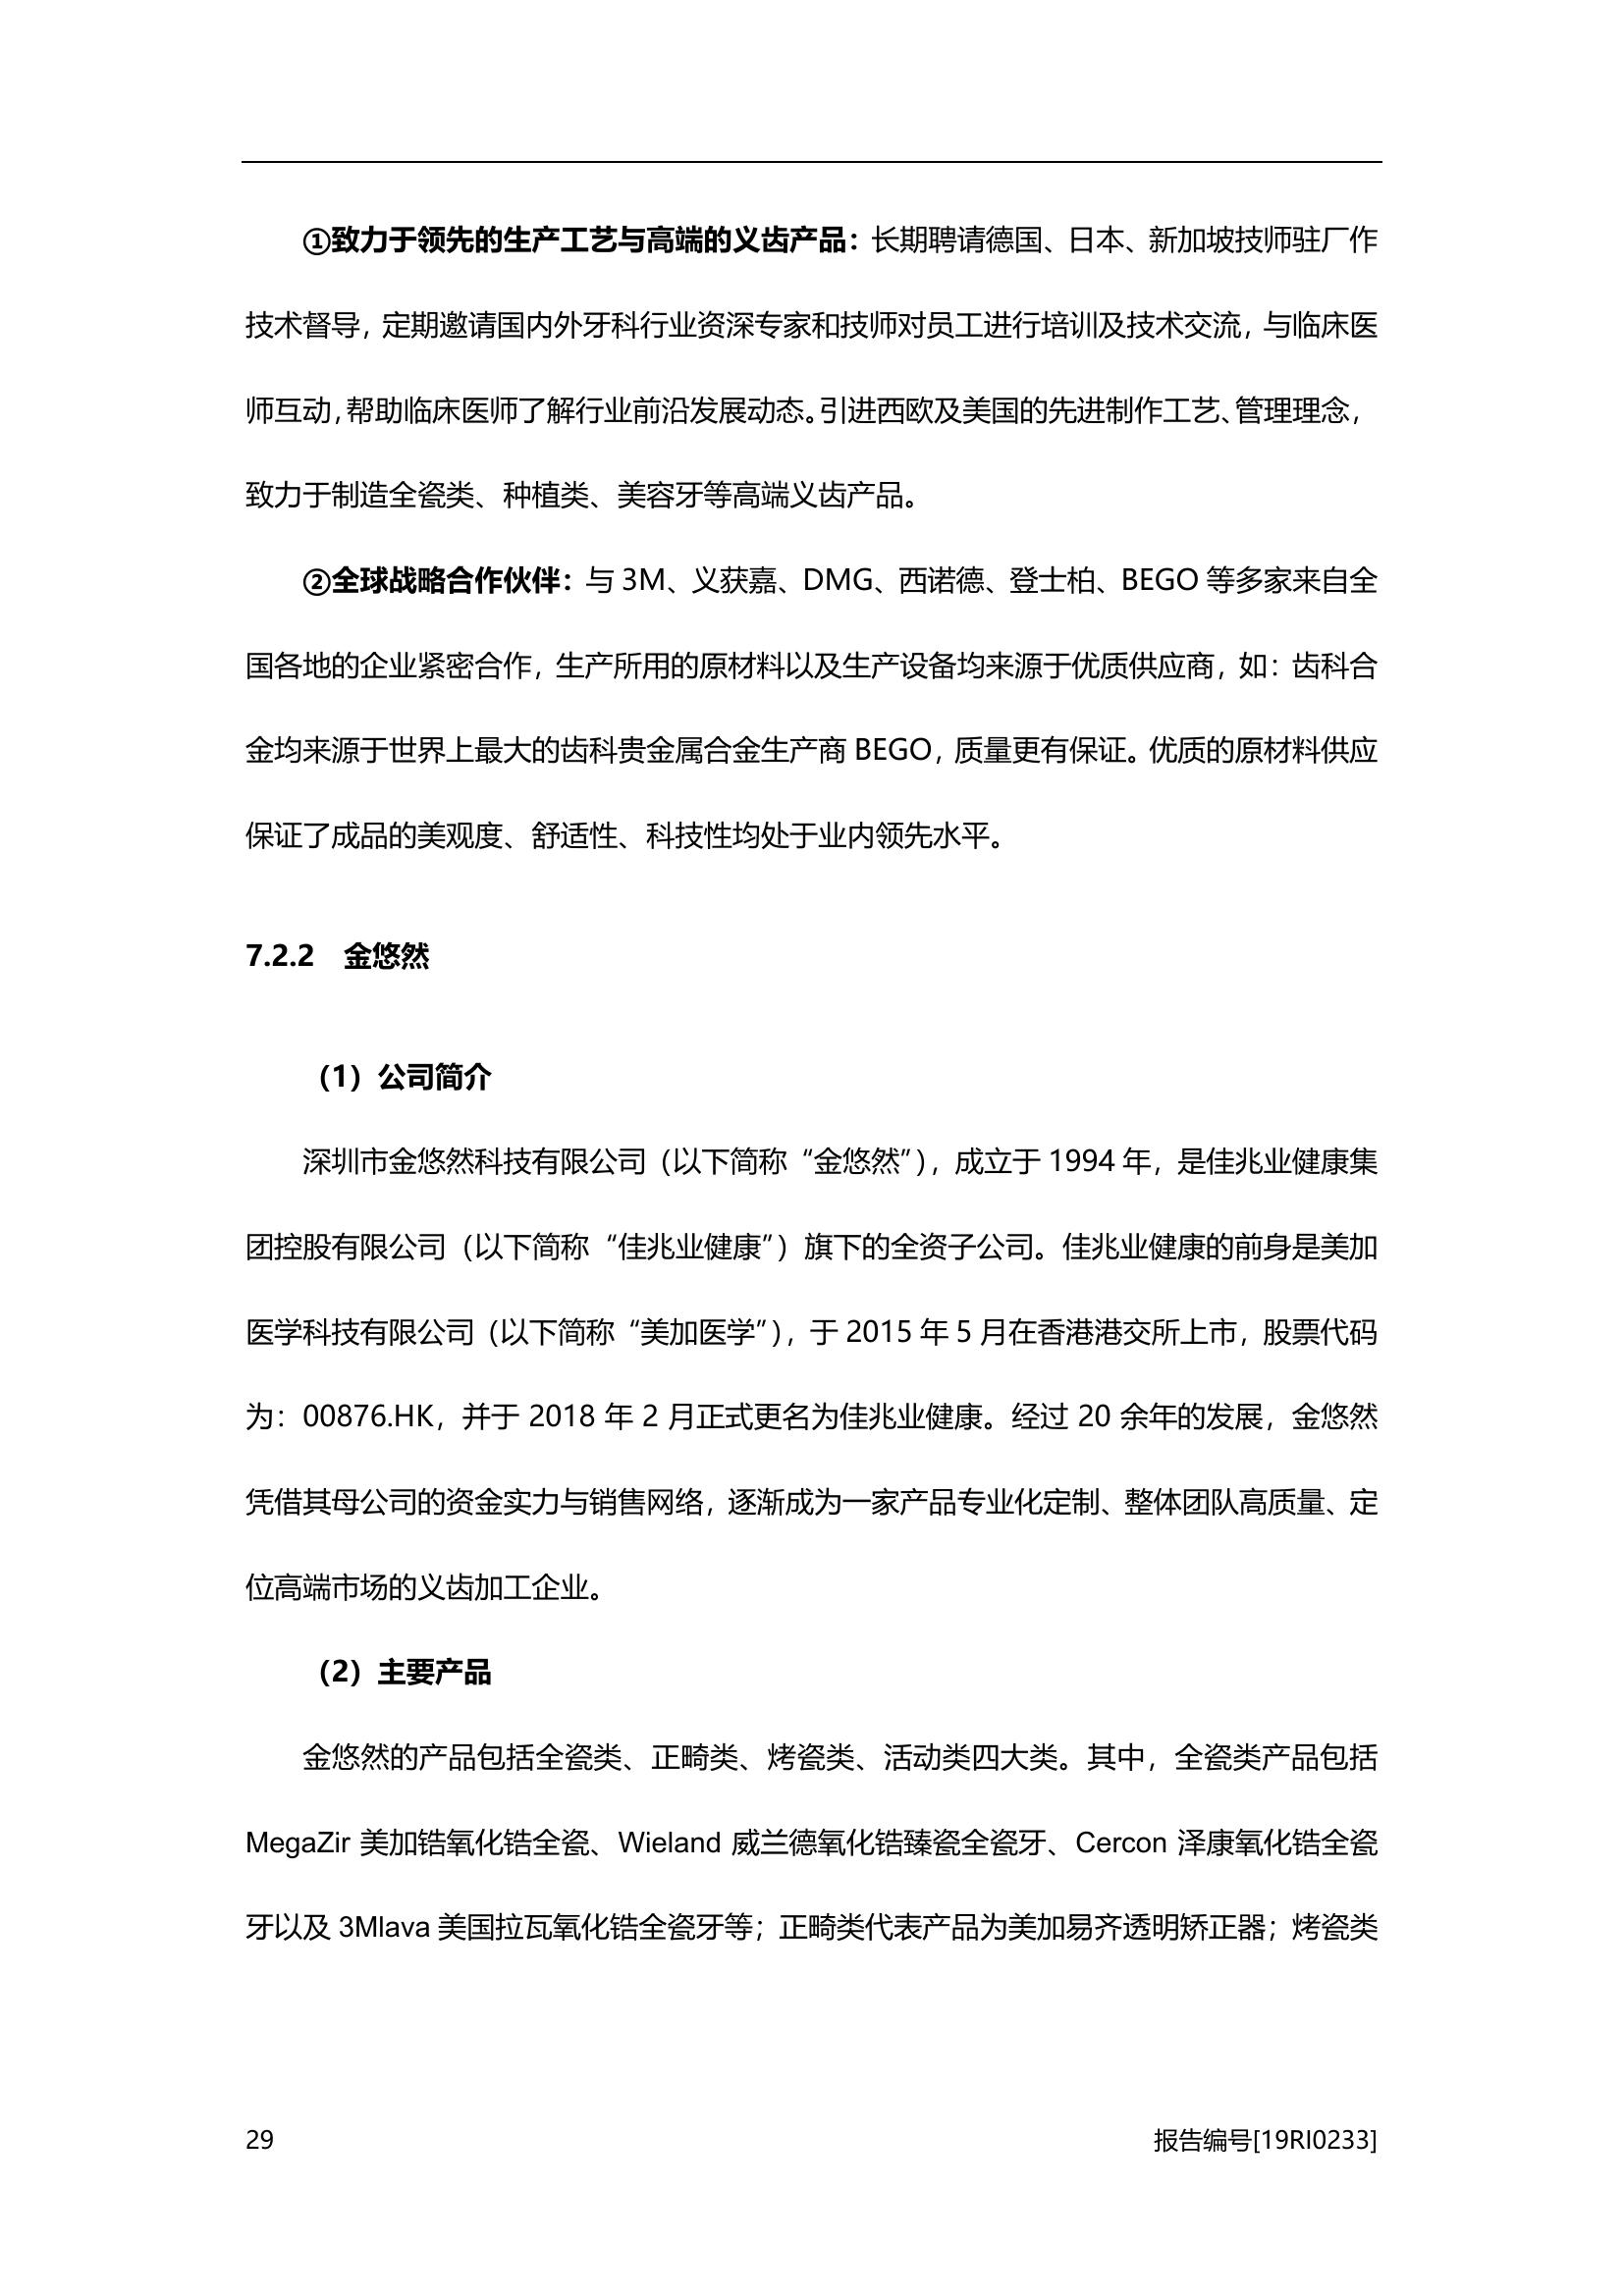 ①致力于领先的生产工艺与高端的义齿产品：长期聘请德国、日本、新加坡技师驻厂作
技术督导，定期邀请国内外牙科行业资深专家和技师对员工进行培训及技术交流，与临床医
师互动，帮助临床医师了解行业前沿发展动态。引进西欧及美国的先进制作工艺、管理理念，
致力于制造全瓷类、种植类、美容牙等高端义齿产品。
②全球战略合作伙伴：与 3M、义获嘉、DMG、西诺德、登士柏、BEGO 等多家来自全
国各地的企业紧密合作，生产所用的原材料以及生产设备均来源于优质供应商，如：齿科合
金均来源于世界上最大的齿科贵金属合金生产商 BEGO，质量更有保证。优质的原材料供应
保证了成品的美观度、舒适性、科技性均处于业内领先水平。
7.2.2 金悠然
（1）公司简介
深圳市金悠然科技有限公司（以下简称“金悠然”），成立于 1994 年，是佳兆业健康集
团控股有限公司（以下简称“佳兆业健康”）旗下的全资子公司。佳兆业健康的前身是美加
医学科技有限公司（以下简称“美加医学”），于 2015 年 5 月在香港港交所上市，股票代码
为：00876.HK，并于 2018 年 2 月正式更名为佳兆业健康。经过 20 余年的发展，金悠然
凭借其母公司的资金实力与销售网络，逐渐成为一家产品专业化定制、整体团队高质量、定
位高端市场的义齿加工企业。
（2）主要产品
金悠然的产品包括全瓷类、正畸类、烤瓷类、活动类四大类。其中，全瓷类产品包括
MegaZir 美加锆氧化锆全瓷、Wieland 威兰德氧化锆臻瓷全瓷牙、Cercon 泽康氧化锆全瓷
牙以及 3Mlava 美国拉瓦氧化锆全瓷牙等；正畸类代表产品为美加易齐透明矫正器；烤瓷类
29 报告编号[19RI0233]